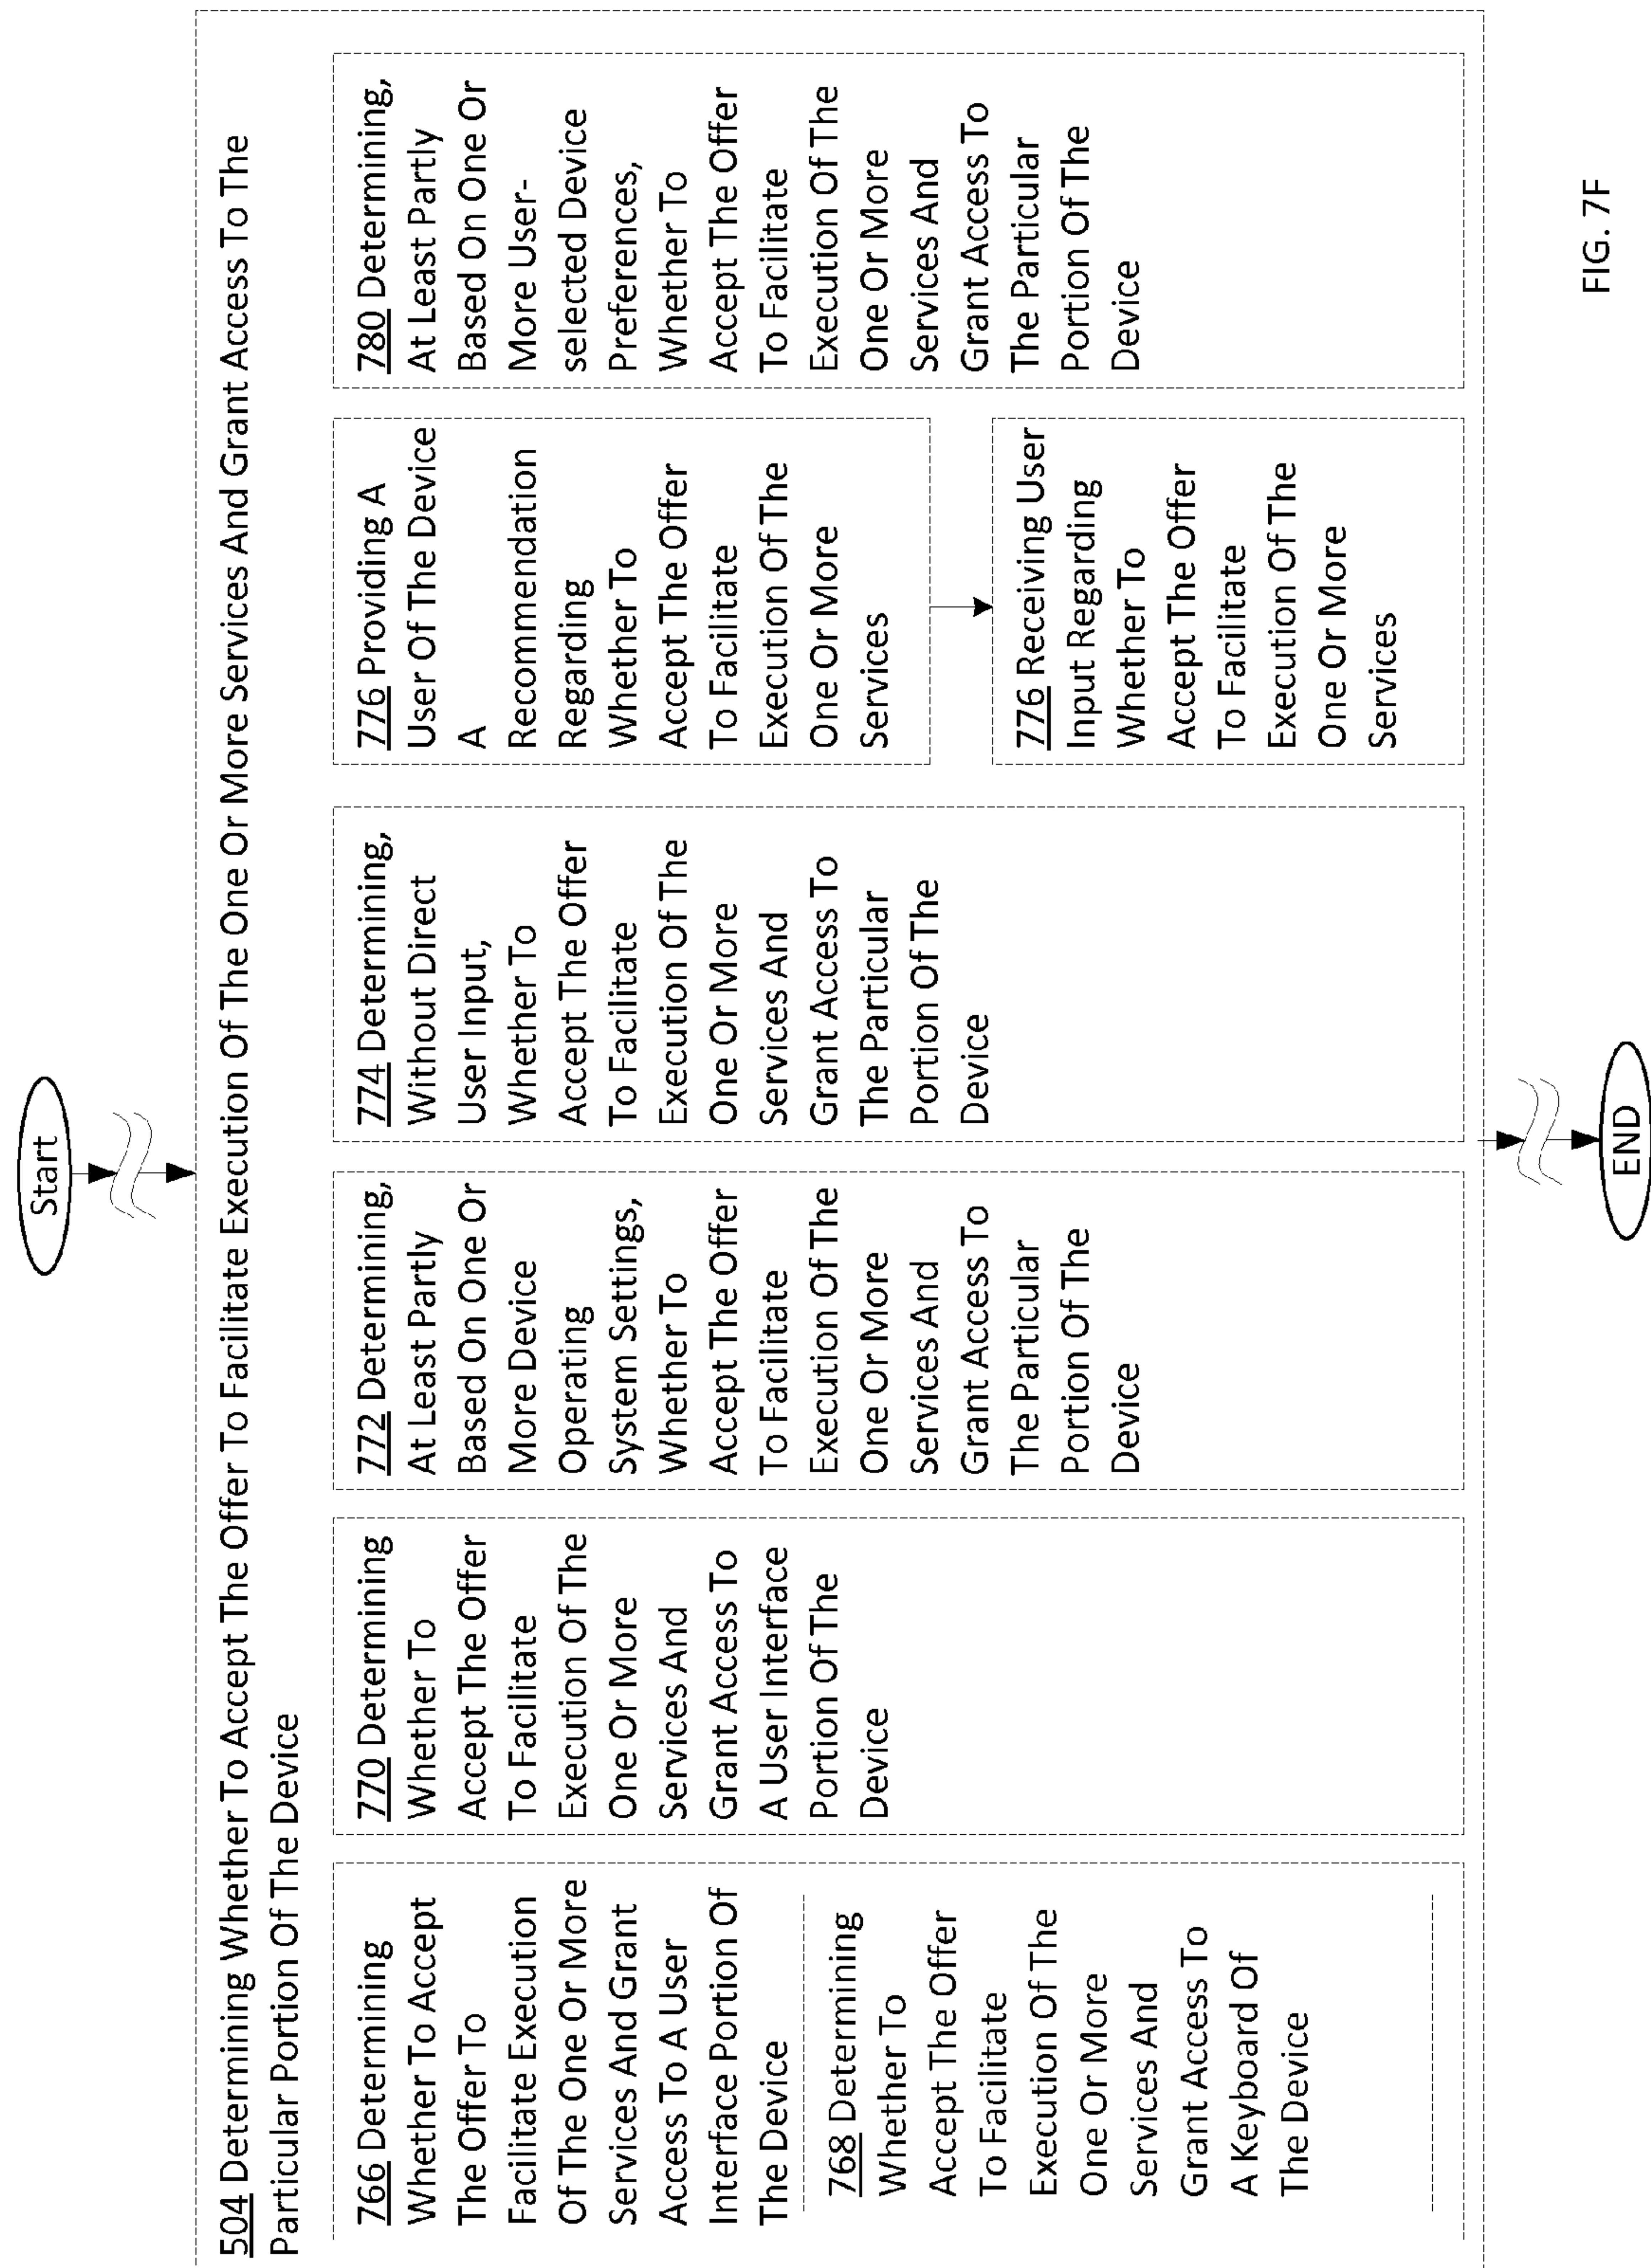 Start
504 Determining Whether To Accept The Offer To Facilitate Execution Of The One Or More Services And Grant Access To The
Particular Portion Of The Device
766 Determining
Whether To Accept
The Offer To
Facilitate Execution
Of The One Or More
Services And Grant
Access To A User
Interface Portion Of
The Device
768 Determining
Whether To
Accept The Offer
To Facilitate
Execution Of The
One Or More
Services And
Grant Access To
A Keyboard Of
The Device
770 Determining
Whether To
Accept The Offer
To Facilitate
Execution Of The
One Or More
Services And
Grant Access To
A User Interface
Portion Of The
Device
772 Determining,
At Least Partly
Based On One Or
More Device
Operating
System Settings,
Whether To
Accept The Offer
To Facilitate
Execution Of The
One Or More
Services And
Grant Access To
The Particular
Portion Of The
Device
774 Determining,
Without Direct
User Input,
Whether To
Accept The Offer
To Facilitate
Execution Of The
One Or More
Services And
Grant Access To
The Particular
Portion Of The
Device
776 Providing A
User Of The Device
A
Recommendation
Regarding
Whether To
Accept The Offer
To Facilitate
Execution Of The
One Or More
Services
776 Receiving User
Input Regarding
Whether To
Accept The Offer
To Facilitate
Execution Of The
One Or More
Services
780 Determining,
At Least Partly
Based On One Or
More User-
selected Device
Preferences,
Whether To
Accept The Offer
To Facilitate
Execution Of The
One Or More
Services And
Grant Access To
The Particular
Portion Of The
Device
END
FIG. 7F